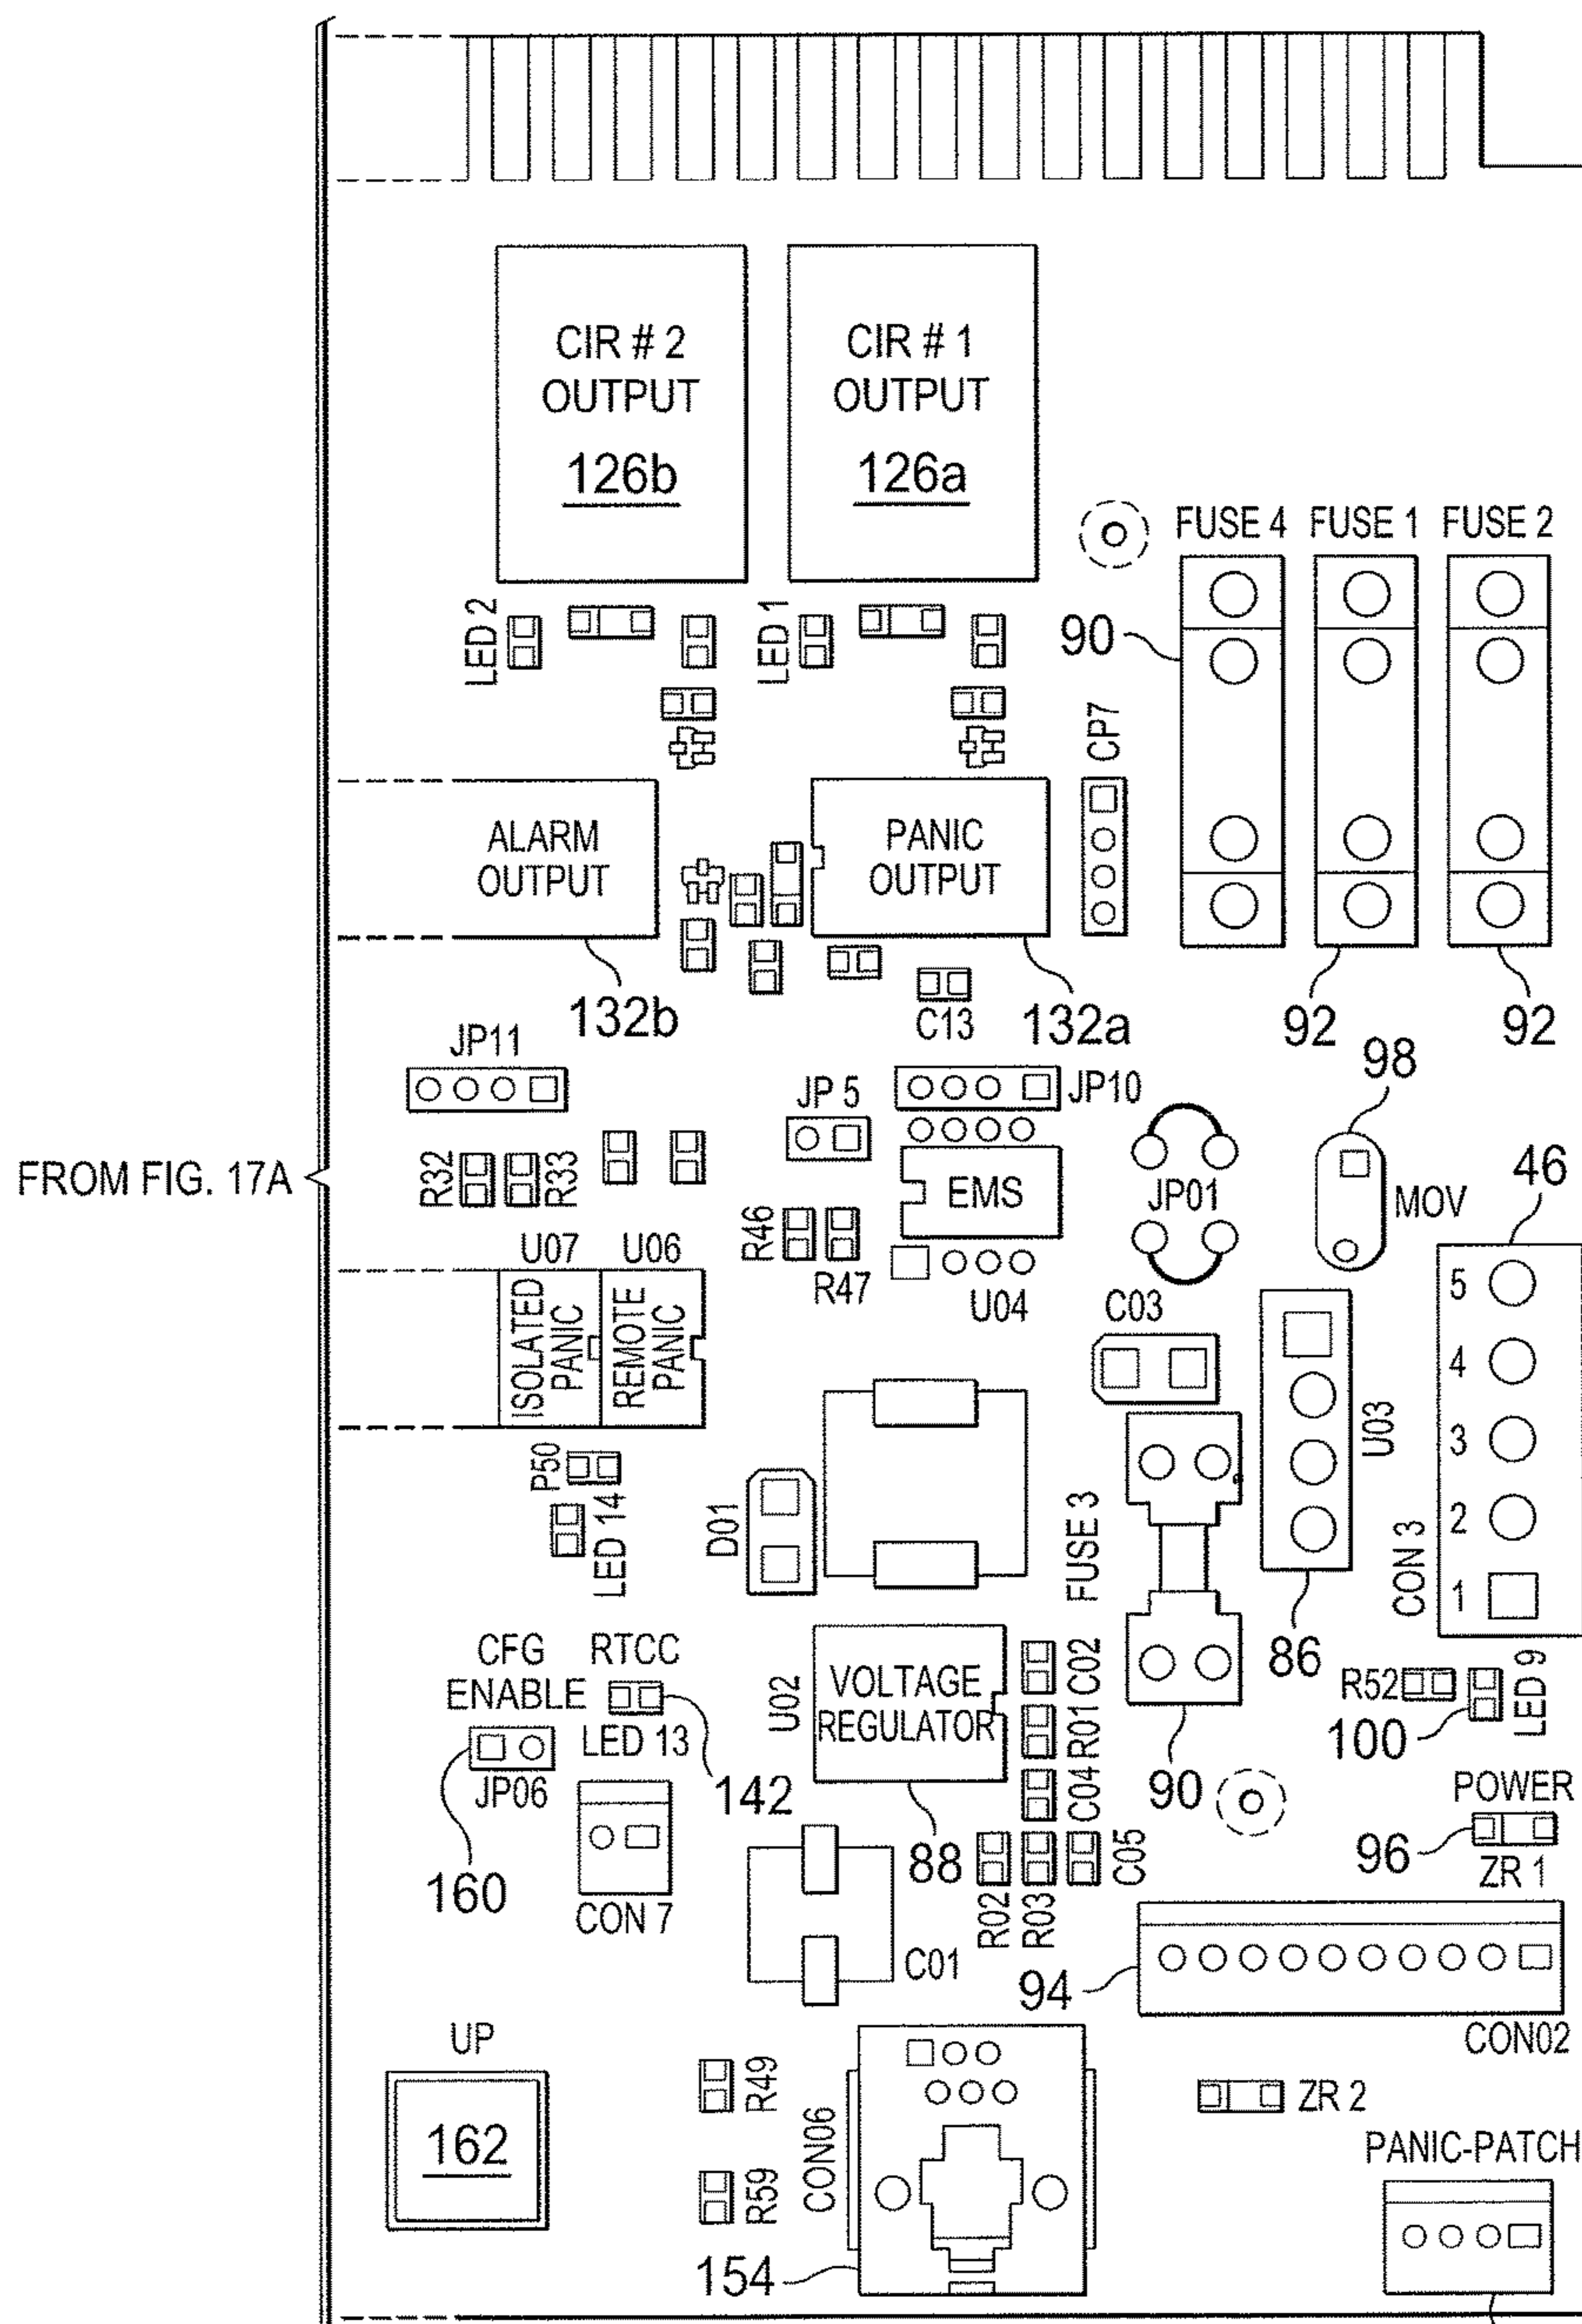 CIR # 2
OUTPUT
126b
CIR # 1
OUTPUT
126a
FUSE 4
FUSE 1
FUSE 2
LED 2
LED 1
90
CP7
ALARM
OUTPUT
PANIC
OUTPUT
132b
C13
132a
92
92
JP11
JP 5
JP10
98
FROM FIG. 17A
R32
R33
EMS
JP01
MOV
46
R46
R47
U04
U07
U06
ISOLATED
PANIC
REMOTE
PANIC
C03
U03
5
4
3
2
1
CON 3
P50
LED 14
D01
FUSE 3
86
CFG
ENABLE
RTCC
LED 13
JP06
142
U02
VOLTAGE
REGULATOR
C02
R01
C04
90
R52
100
LED 9
POWER
96
ZR 1
160
CON 7
88
R02
R03
C05
C01
94
CON02
UP
162
R49
R59
CON06
154
ZR 2
PANIC-PATCH